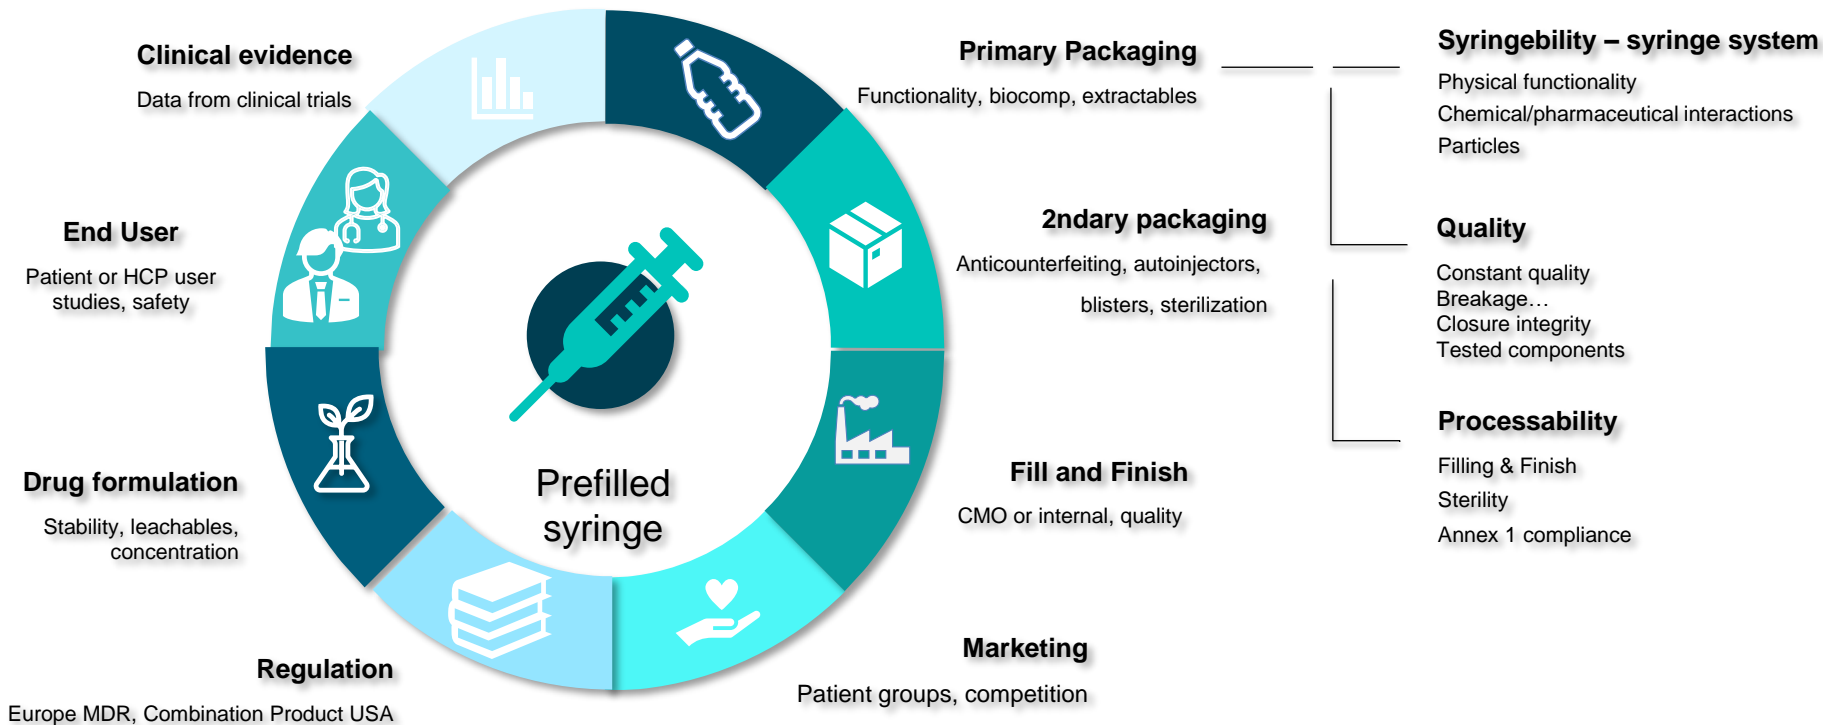 Clinical evidence
Data from clinical trials
End User
Patient or HCP user
studies, safety
Drug formulation
Stability, leachables,
concentration
Regulation
Europe MDR, Combination Product USA
Prefilled
syringe
Primary Packaging
Functionality, biocomp, extractables
2ndary packaging
Anticounterfeiting, autoinjectors,
blisters, sterilization
Fill and Finish
CMO or internal, quality
Marketing
Patient groups, competition
Syringebility – syringe system
Physical functionality
Chemical/pharmaceutical interactions
Particles
Quality
Constant quality
Breakage…
Closure integrity
Tested components
Processability
Filling & Finish
Sterility
Annex 1 compliance